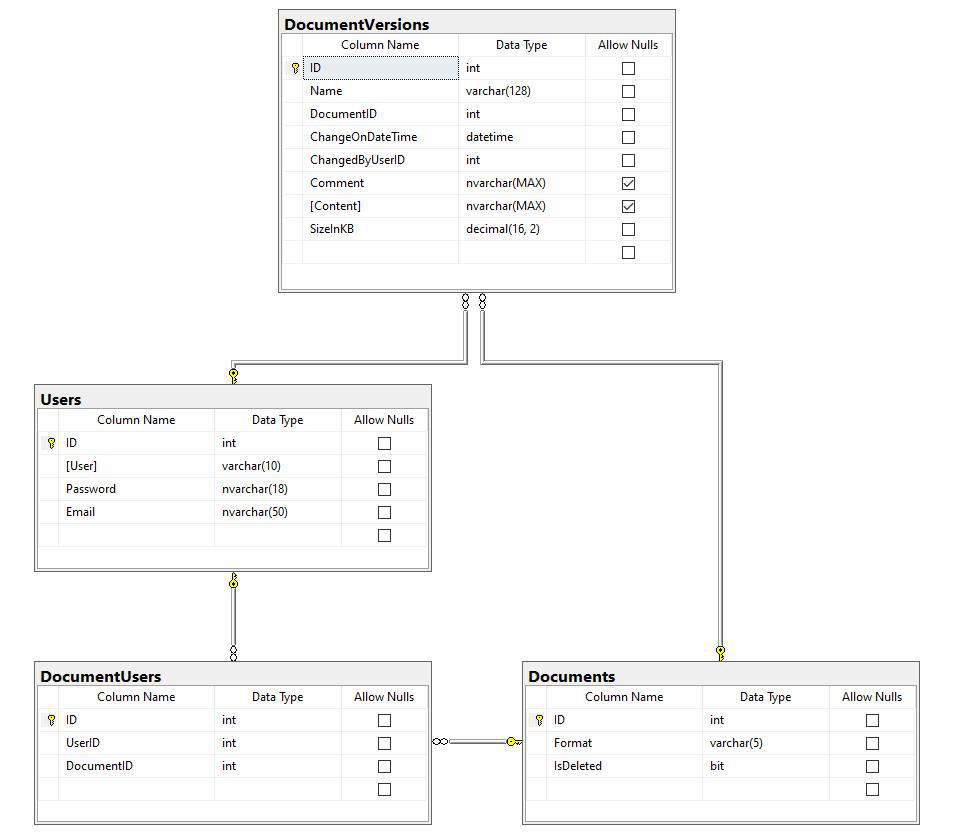 DocumentVersions
Column Name Data Type Allow Nulls
ID int
Name varchar(128)
DocumentID int
ChangeOnDateTime datetime
ChangedByUserID int
Comment nvarchar(MAX)
[Content] nvarchar(MAX)
SizeInKB decimal(16, 2)
Users
Column Name Data Type Allow Nulls
ID int
[User] varchar(10)
Password nvarchar(18)
Email nvarchar(50)
DocumentUsers
Column Name Data Type Allow Nulls
ID int
UserID int
DocumentID int
Documents
Column Name Data Type Allow Nulls
ID int
Format varchar(5)
IsDeleted bit